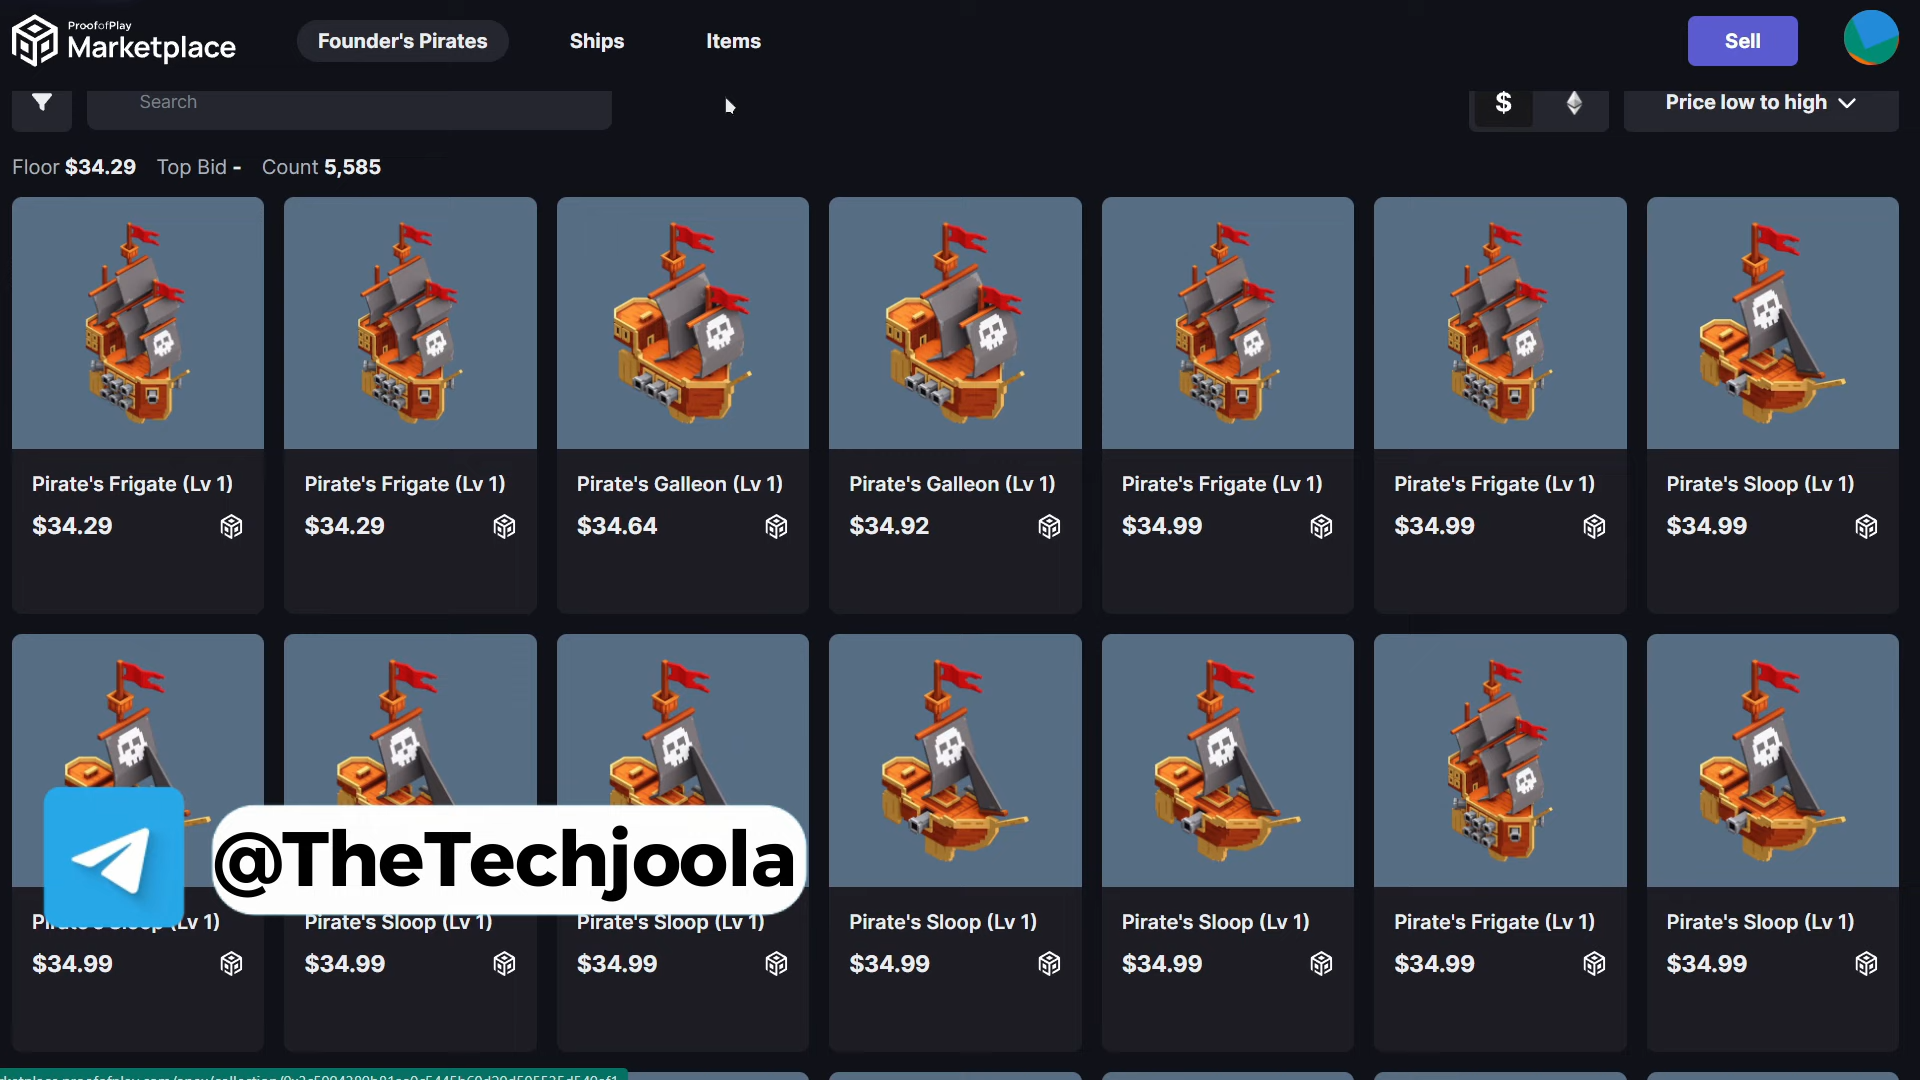 ProofofPlay
Marketplace
Founder's Pirates
Ships
Items
Sell
Search
$
Price low to high
Floor $34.29 Top Bid - Count 5,585
Pirate's Frigate (Lv 1)
$34.29
Pirate's Frigate (Lv 1)
$34.29
Pirate's Galleon (Lv 1)
$34.64
Pirate's Galleon (Lv 1)
$34.92
Pirate's Frigate (Lv 1)
$34.99
Pirate's Frigate (Lv 1)
$34.99
Pirate's Sloop (Lv 1)
$34.99
@TheTechjoola
Pirate's Sloop (Lv 1)
$34.99
Pirate's Sloop (Lv 1)
$34.99
Pirate's Sloop (Lv 1)
$34.99
Pirate's Sloop (Lv 1)
$34.99
Pirate's Sloop (Lv 1)
$34.99
Pirate's Frigate (Lv 1)
$34.99
Pirate's Sloop (Lv 1)
$34.99